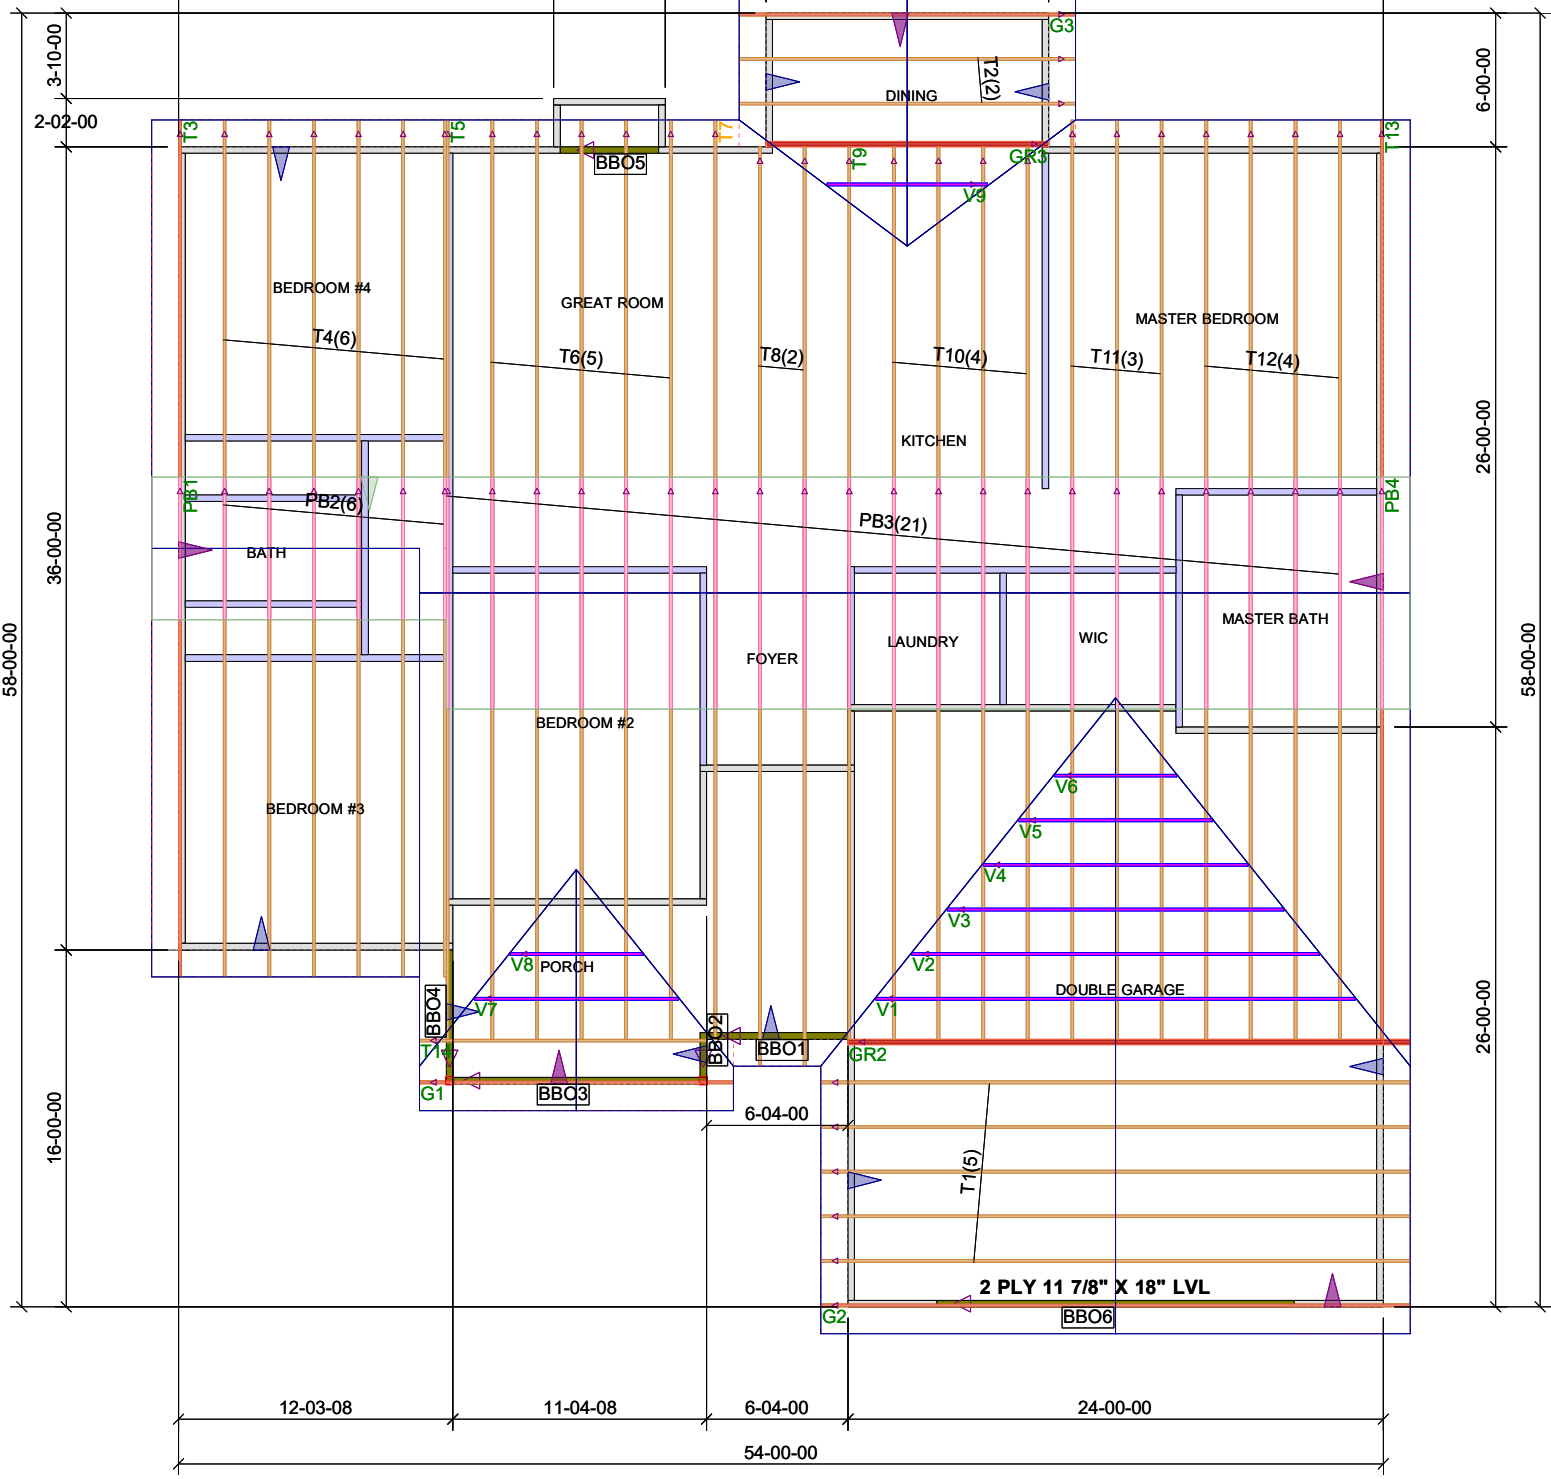 G3
3-10-00
6-00-00
T2(2)
DINING
2-02-00
T3
T5
T7
T9
GR3
T13
BBO5
V9
BEDROOM #4
GREAT ROOM
MASTER BEDROOM
T4(6)
T6(5)
T8(2)
T10(4)
T11(3)
T12(4)
26-00-00
KITCHEN
PB1
PB2(6)
PB3(21)
PB4
36-00-00
BATH
MASTER BATH
LAUNDRY
WIC
FOYER
58-00-00
58-00-00
BEDROOM #2
V6
BEDROOM #3
V5
V4
V3
V8
PORCH
V2
DOUBLE GARAGE
V7
V1
BBO4
BBO2
BBO1
GR2
G1
BBO3
26-00-00
16-00-00
6-04-00
T1(5)
2 PLY 11 7/8" X 18" LVL
G2
BBO6
12-03-08
11-04-08
6-04-00
24-00-00
54-00-00